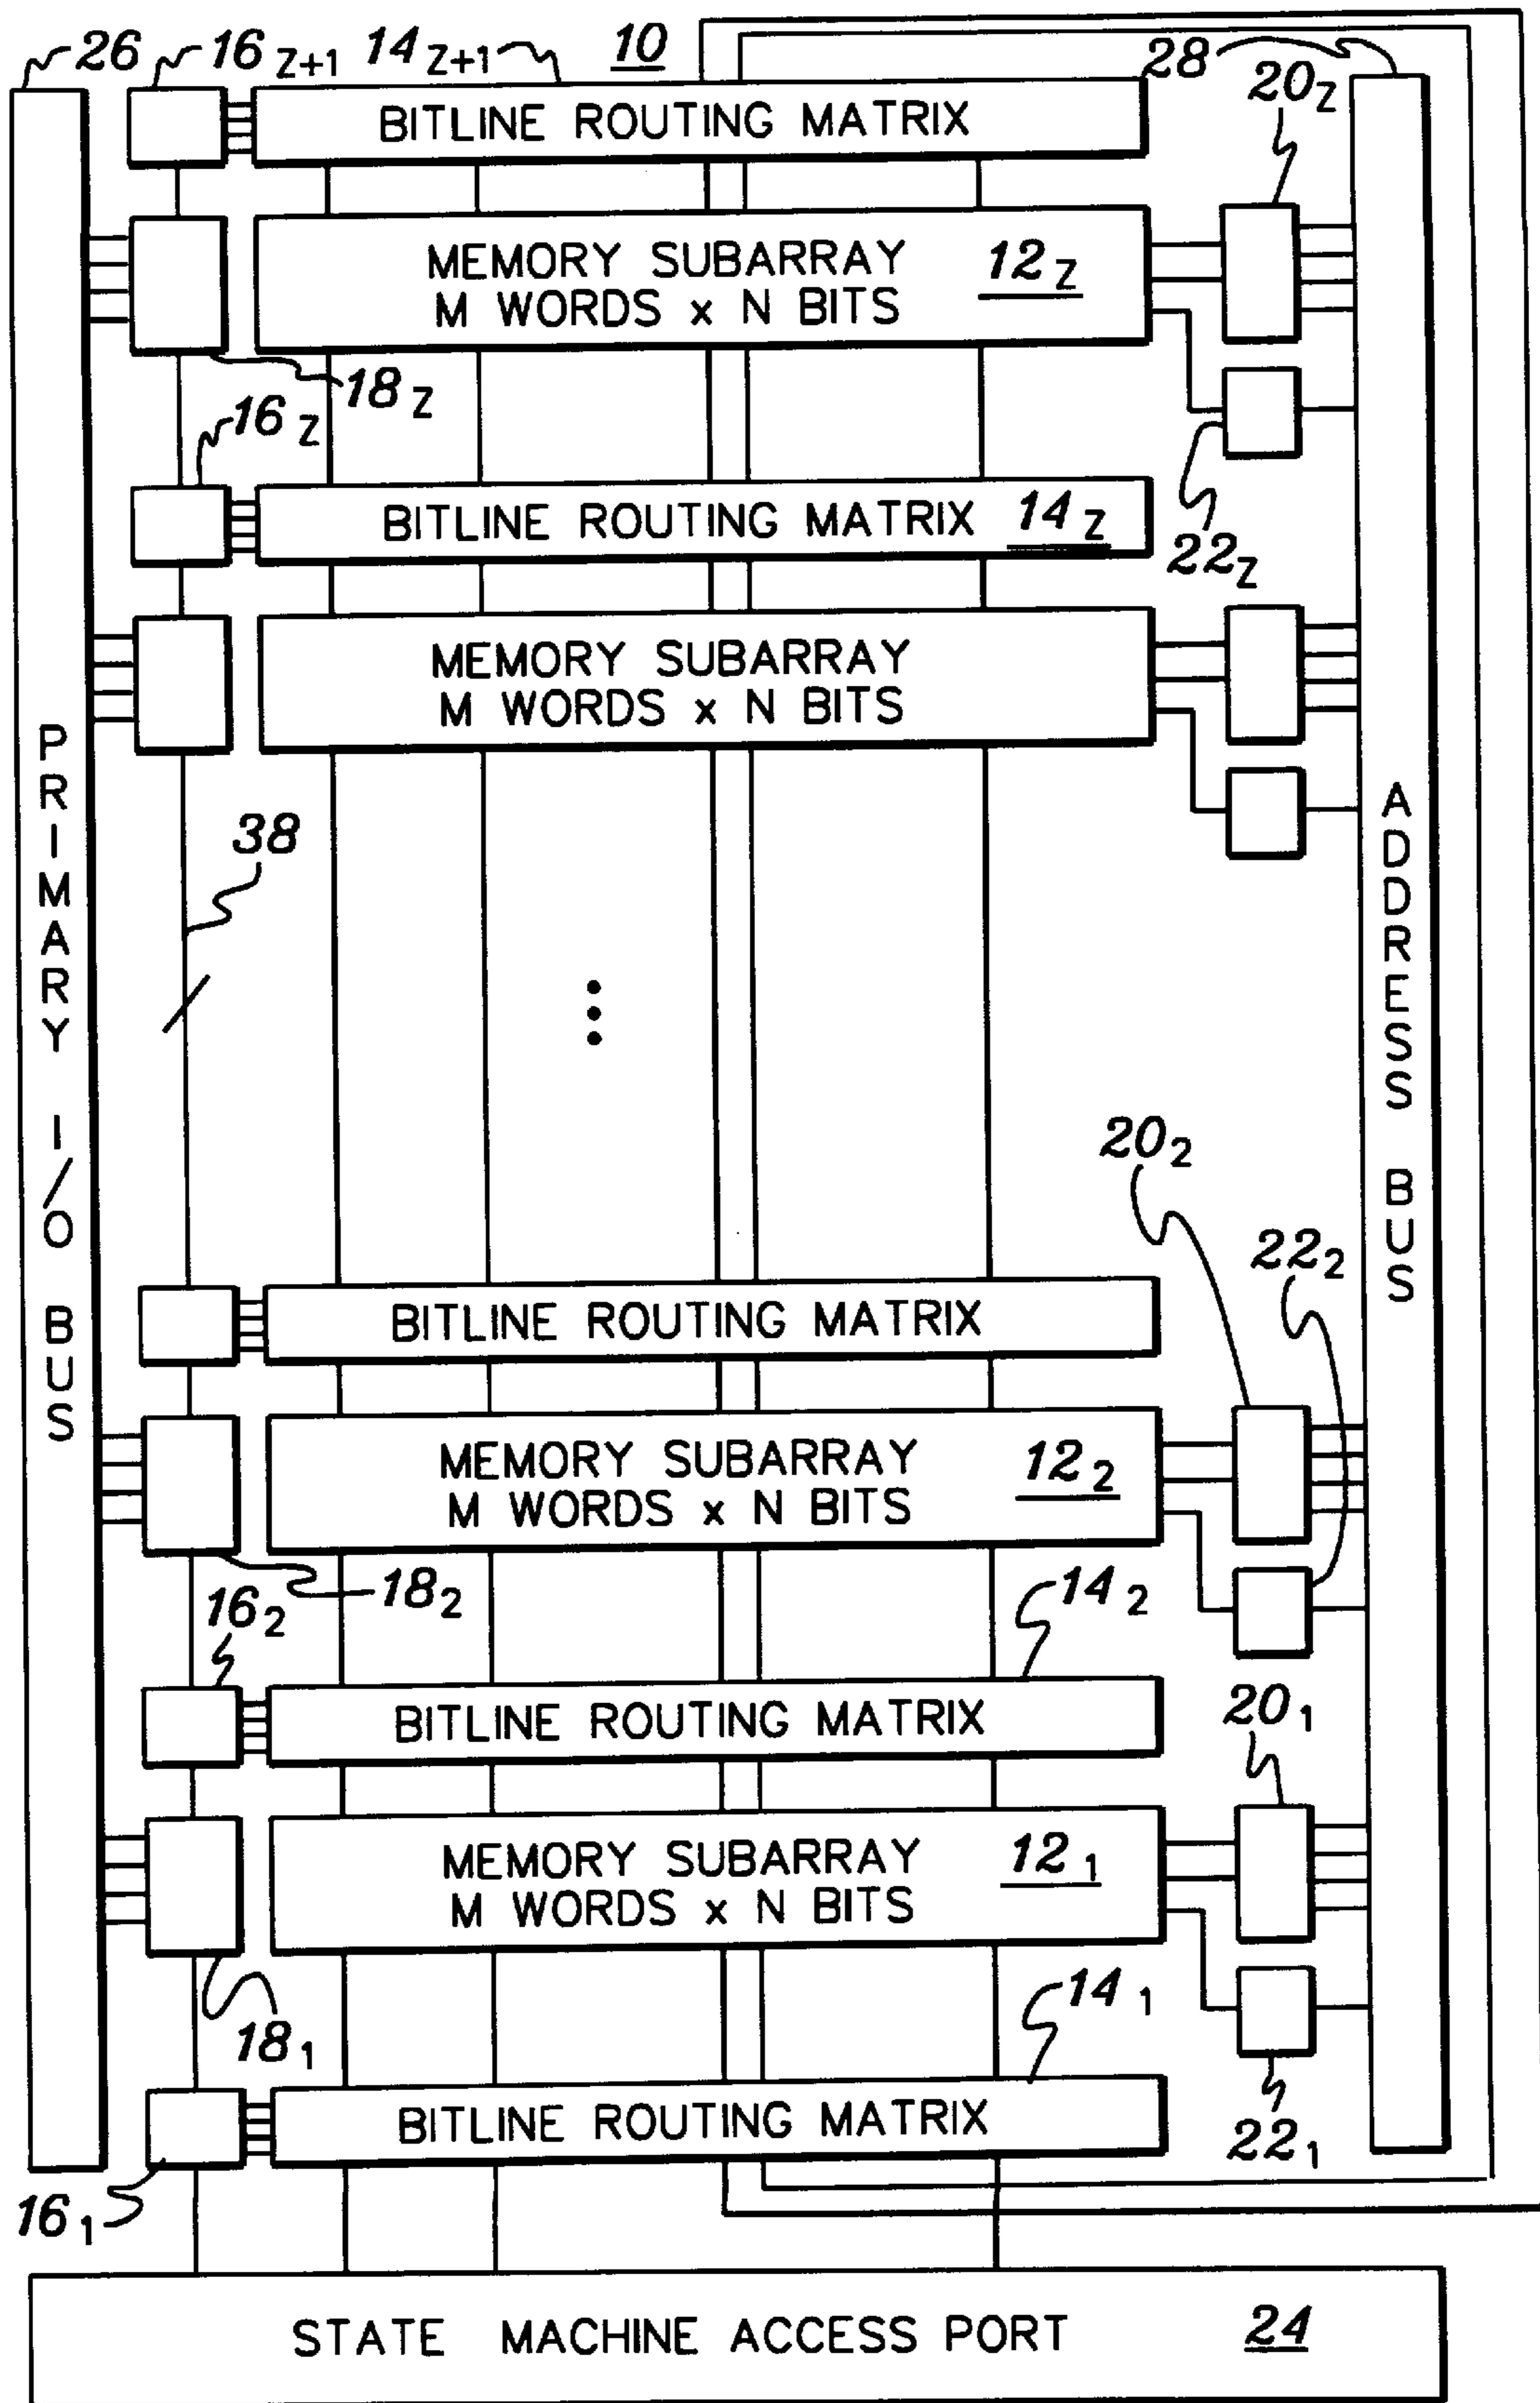 26 16Z+1 14Z+1 10 28 20Z
BITLINE ROUTING MATRIX
MEMORY SUBARRAY 12Z
M WORDS x N BITS
18Z
16Z
BITLINE ROUTING MATRIX 14Z
22Z
MEMORY SUBARRAY
M WORDS x N BITS
PRIMARY I/O BUS
38
ADDRESS BUS
20₂
22₂
BITLINE ROUTING MATRIX
MEMORY SUBARRAY 12₂
M WORDS x N BITS
18₂
16₂
14₂
BITLINE ROUTING MATRIX
20₁
MEMORY SUBARRAY 12₁
M WORDS x N BITS
14₁
18₁
BITLINE ROUTING MATRIX
22₁
16₁
STATE MACHINE ACCESS PORT 24